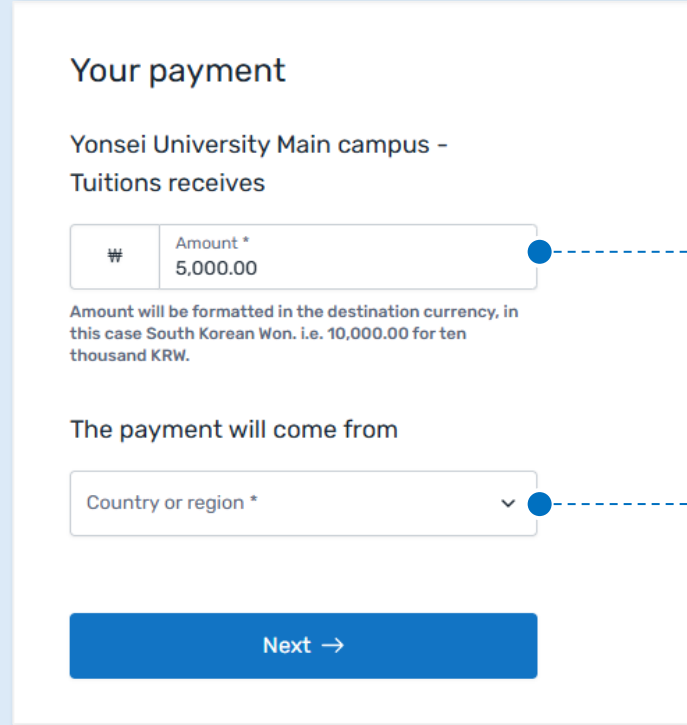 Your payment
Yonsei University Main campus -
Tuitions receives
₩
Amount *
5,000.00
Amount will be formatted in the destination currency, in
this case South Korean Won. i.e. 10,000.00 for ten
thousand KRW.
The payment will come from
Country or region *
Next →